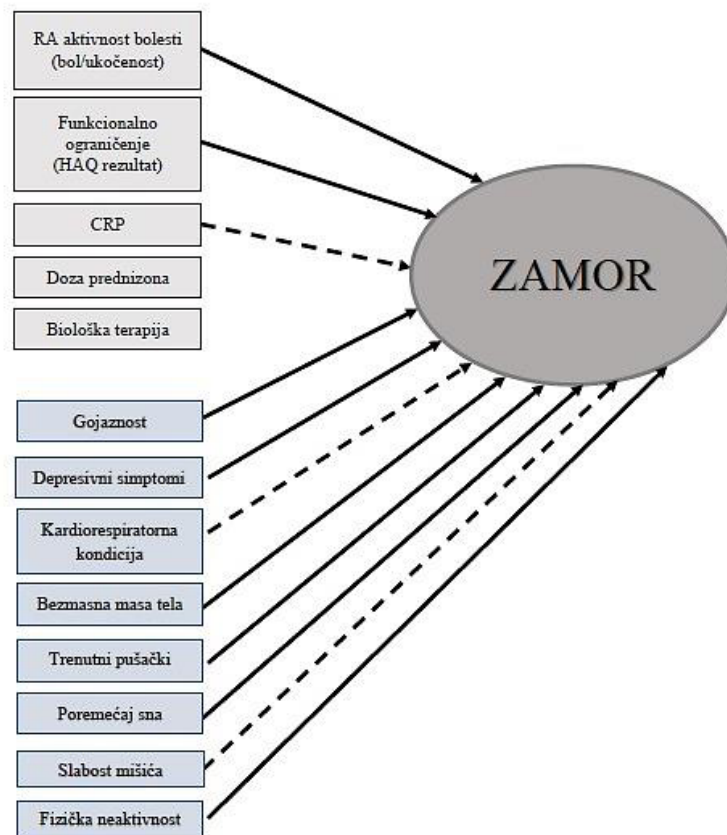 RA aktivnost bolesti
(bol/ukočenost)
Funkcionalno
ograničenje
(HAQ rezultat)
CRP
Doza prednizona
Biološka terapija
ZAMOR
Gojaznost
Depresivni simptomi
Kardiorespiratorna
kondicija
Bezmasna masa tela
Trenutni pušački
Poremećaj sna
Slabost mišića
Fizička neaktivnost